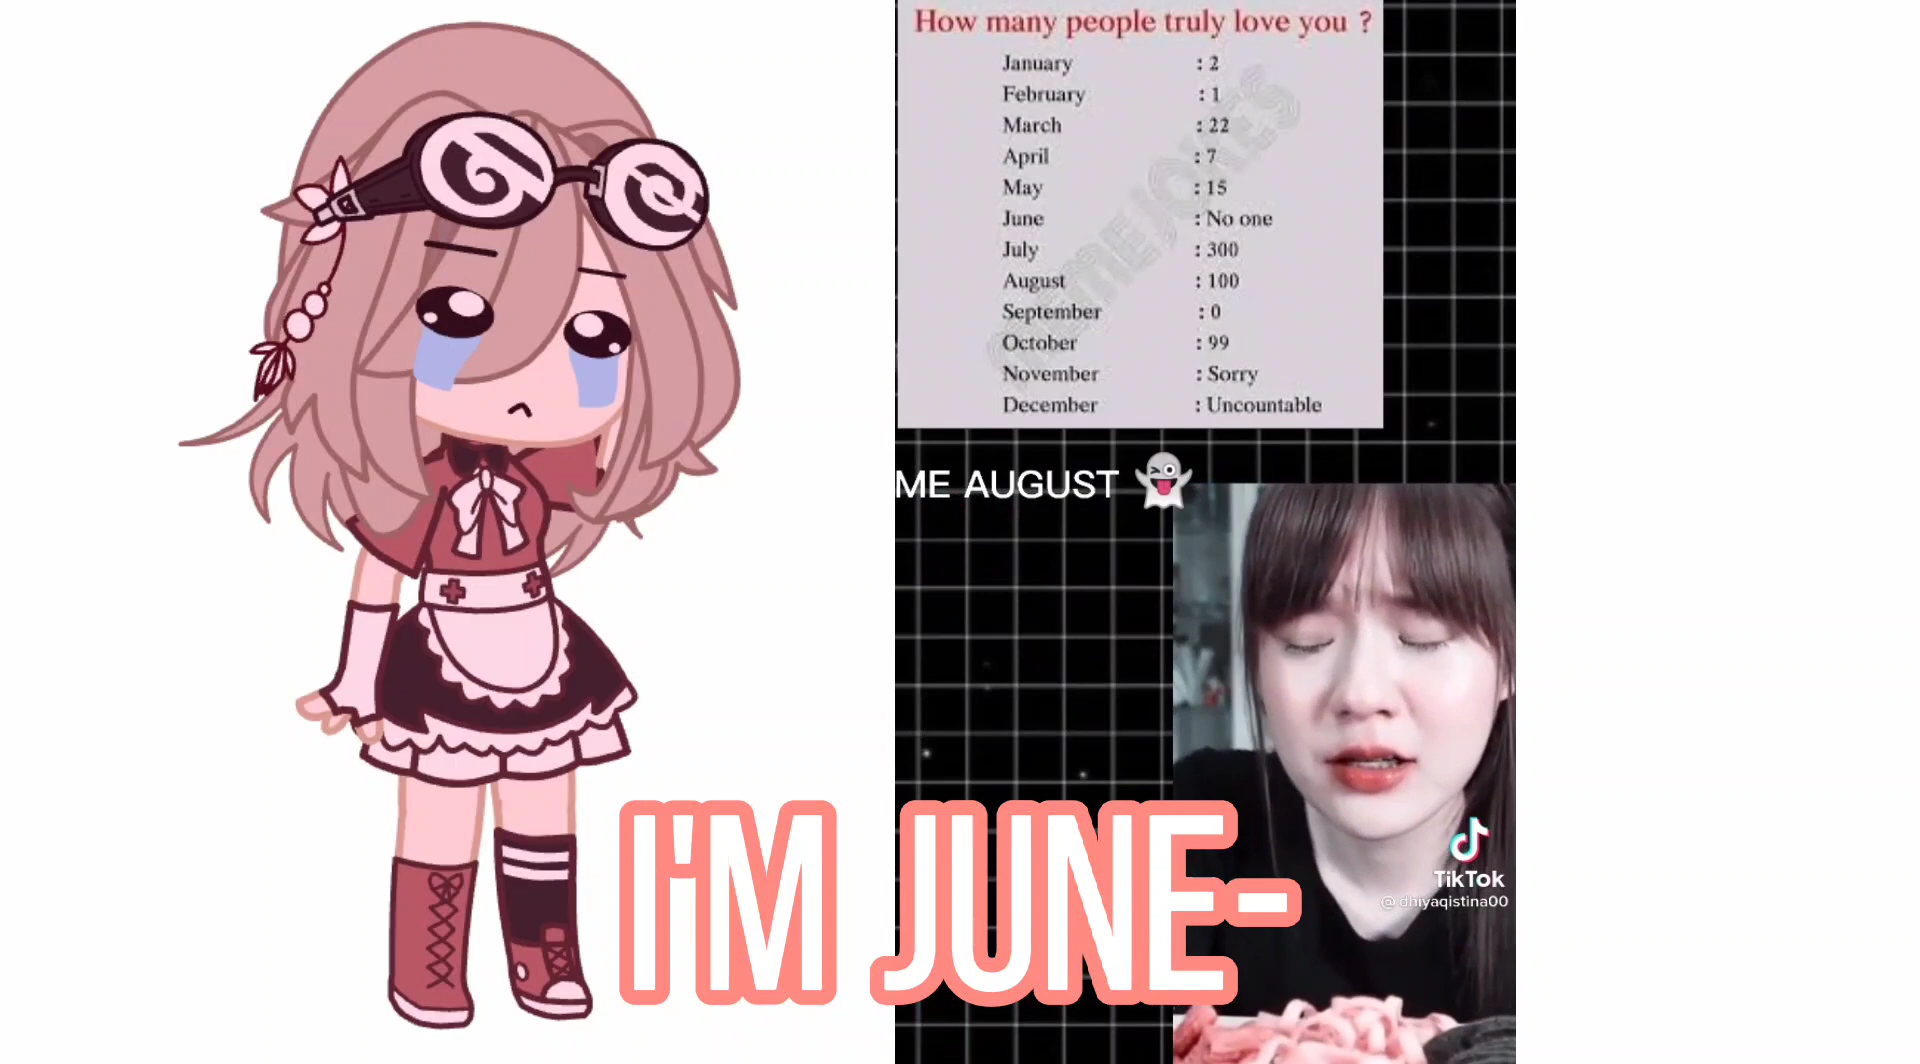 How many people truly love you ?
January : 2
February : 1
March : 22
April : 7
May : 15
June : No one
July : 300
August : 100
September : 0
October : 99
November : Sorry
December : Uncountable
ME AUGUST 👻
I'M JUNE-
TikTok
@dhiyaqistina00